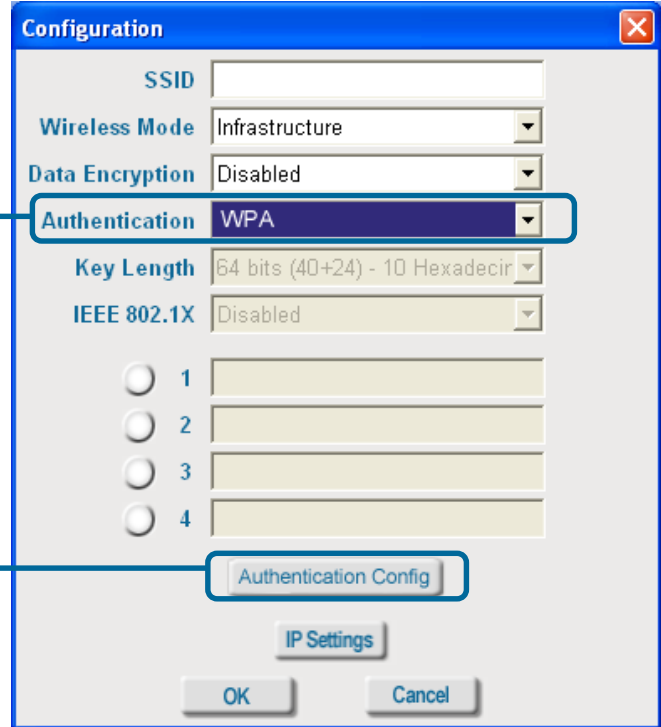 Configuration
SSID
Wireless Mode Infrastructure
Data Encryption Disabled
Authentication WPA
Key Length 64 bits (40+24) - 10 Hexadecir
IEEE 802.1X Disabled
1
2
3
4
Authentication Config
IP Settings
OK Cancel